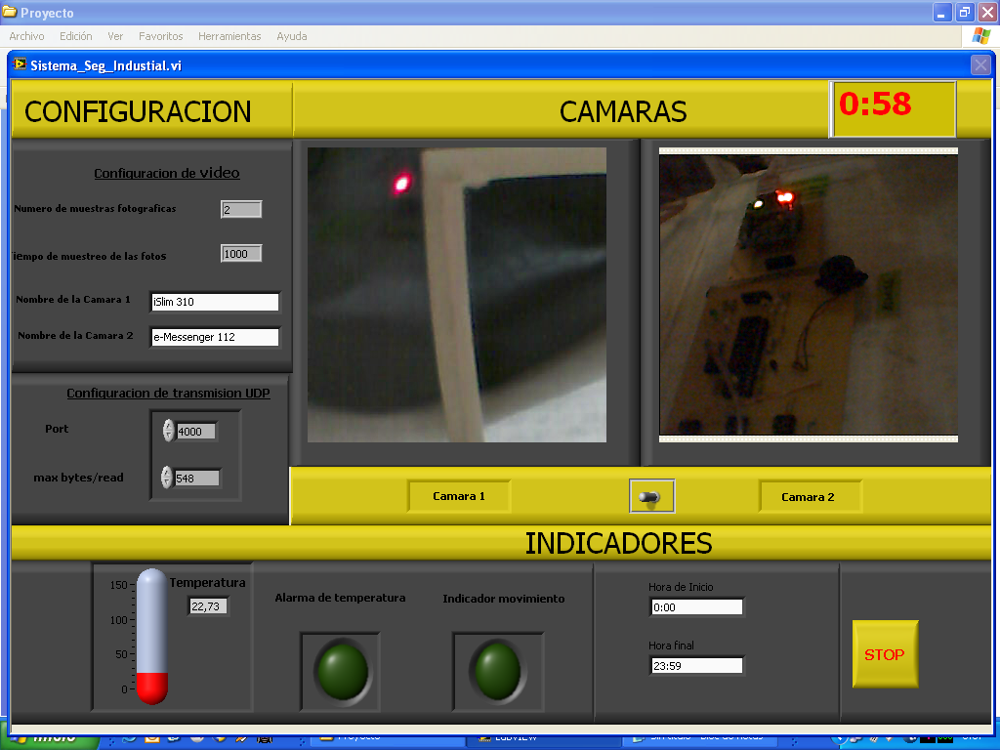 Proyecto
Archivo Edición Ver Favoritos Herramientas Ayuda
Sistema_Seg_Industial.vi
CONFIGURACION
CAMARAS
0:58
Configuracion de video
Numero de muestras fotograficas
2
Tiempo de muestreo de las fotos
1000
Nombre de la Camara 1
iSlim 310
Nombre de la Camara 2
e-Messenger 112
Configuracion de transmision UDP
Port
4000
max bytes/read
548
Camara 1
Camara 2
INDICADORES
150
100
50
0
Temperatura
22,73
Alarma de temperatura
Indicador movimiento
Hora de Inicio
0:00
Hora final
23:59
STOP
Inicio
Proyecto
LabVIEW